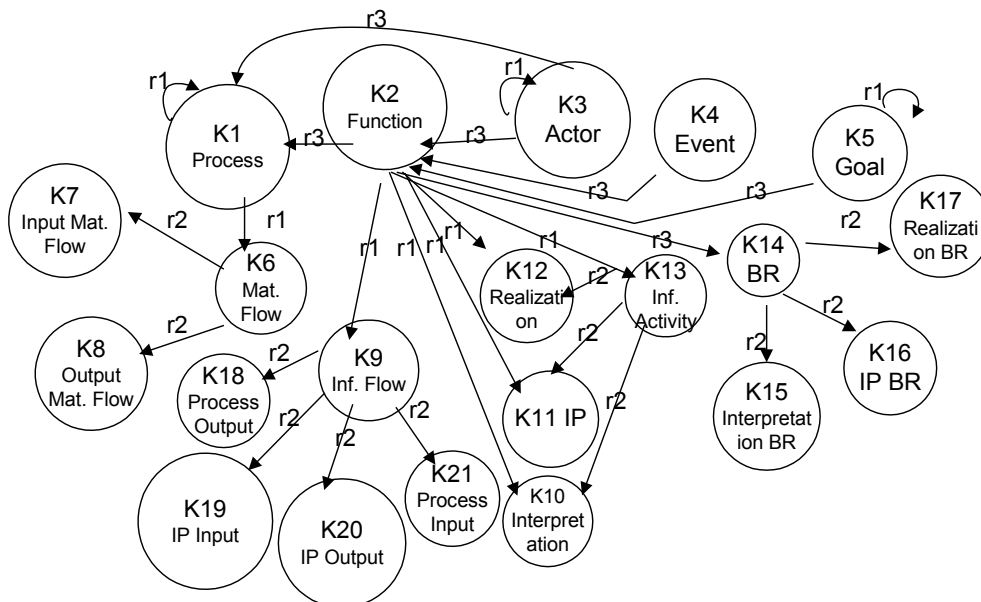 r3
r1
K1
Process
K2
Function
r3
r1
K3
Actor
r3
K4
Event
r3
r1
K5
Goal
r3
K7
Input Mat.
Flow
r2
r1
K6
Mat.
Flow
r2
K8
Output
Mat. Flow
r1
r1
r1
r1
r1
r3
K12
Realizati
on
r2
K13
Inf.
Activity
K14
BR
r2
K17
Realizati
on BR
r2
K18
Process
Output
K9
Inf. Flow
r2
r2
r2
K19
IP Input
K20
IP Output
K21
Process
Input
r2
K11 IP
r2
K10
Interpret
ation
r2
K15
Interpretat
ion BR
r2
K16
IP BR